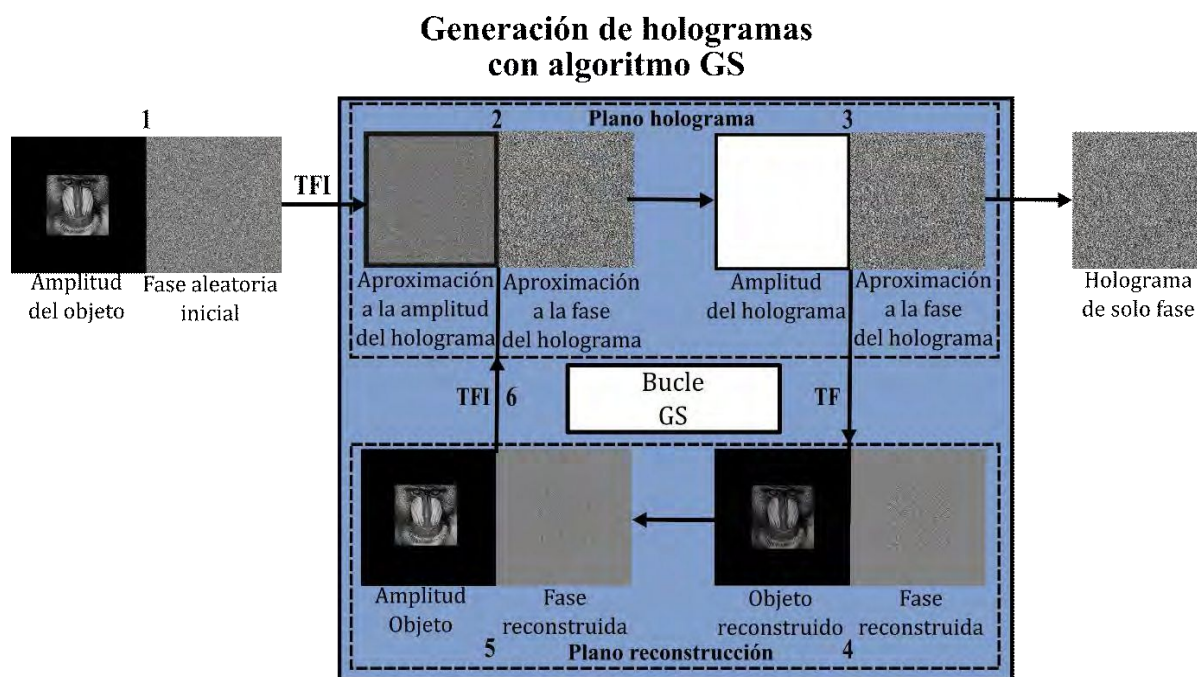 Generación de hologramas
con algoritmo GS
1
Amplitud
del objeto
Fase aleatoria
inicial
TFI
2
Plano holograma
3
Aproximación
a la amplitud
del holograma
Aproximación
a la fase
del holograma
Amplitud
del holograma
Aproximación
a la fase
del holograma
Holograma
de solo fase
TFI
6
Bucle
GS
TF
Amplitud
Objeto
Fase
reconstruida
Objeto
reconstruido
Fase
reconstruida
5
Plano reconstrucción
4